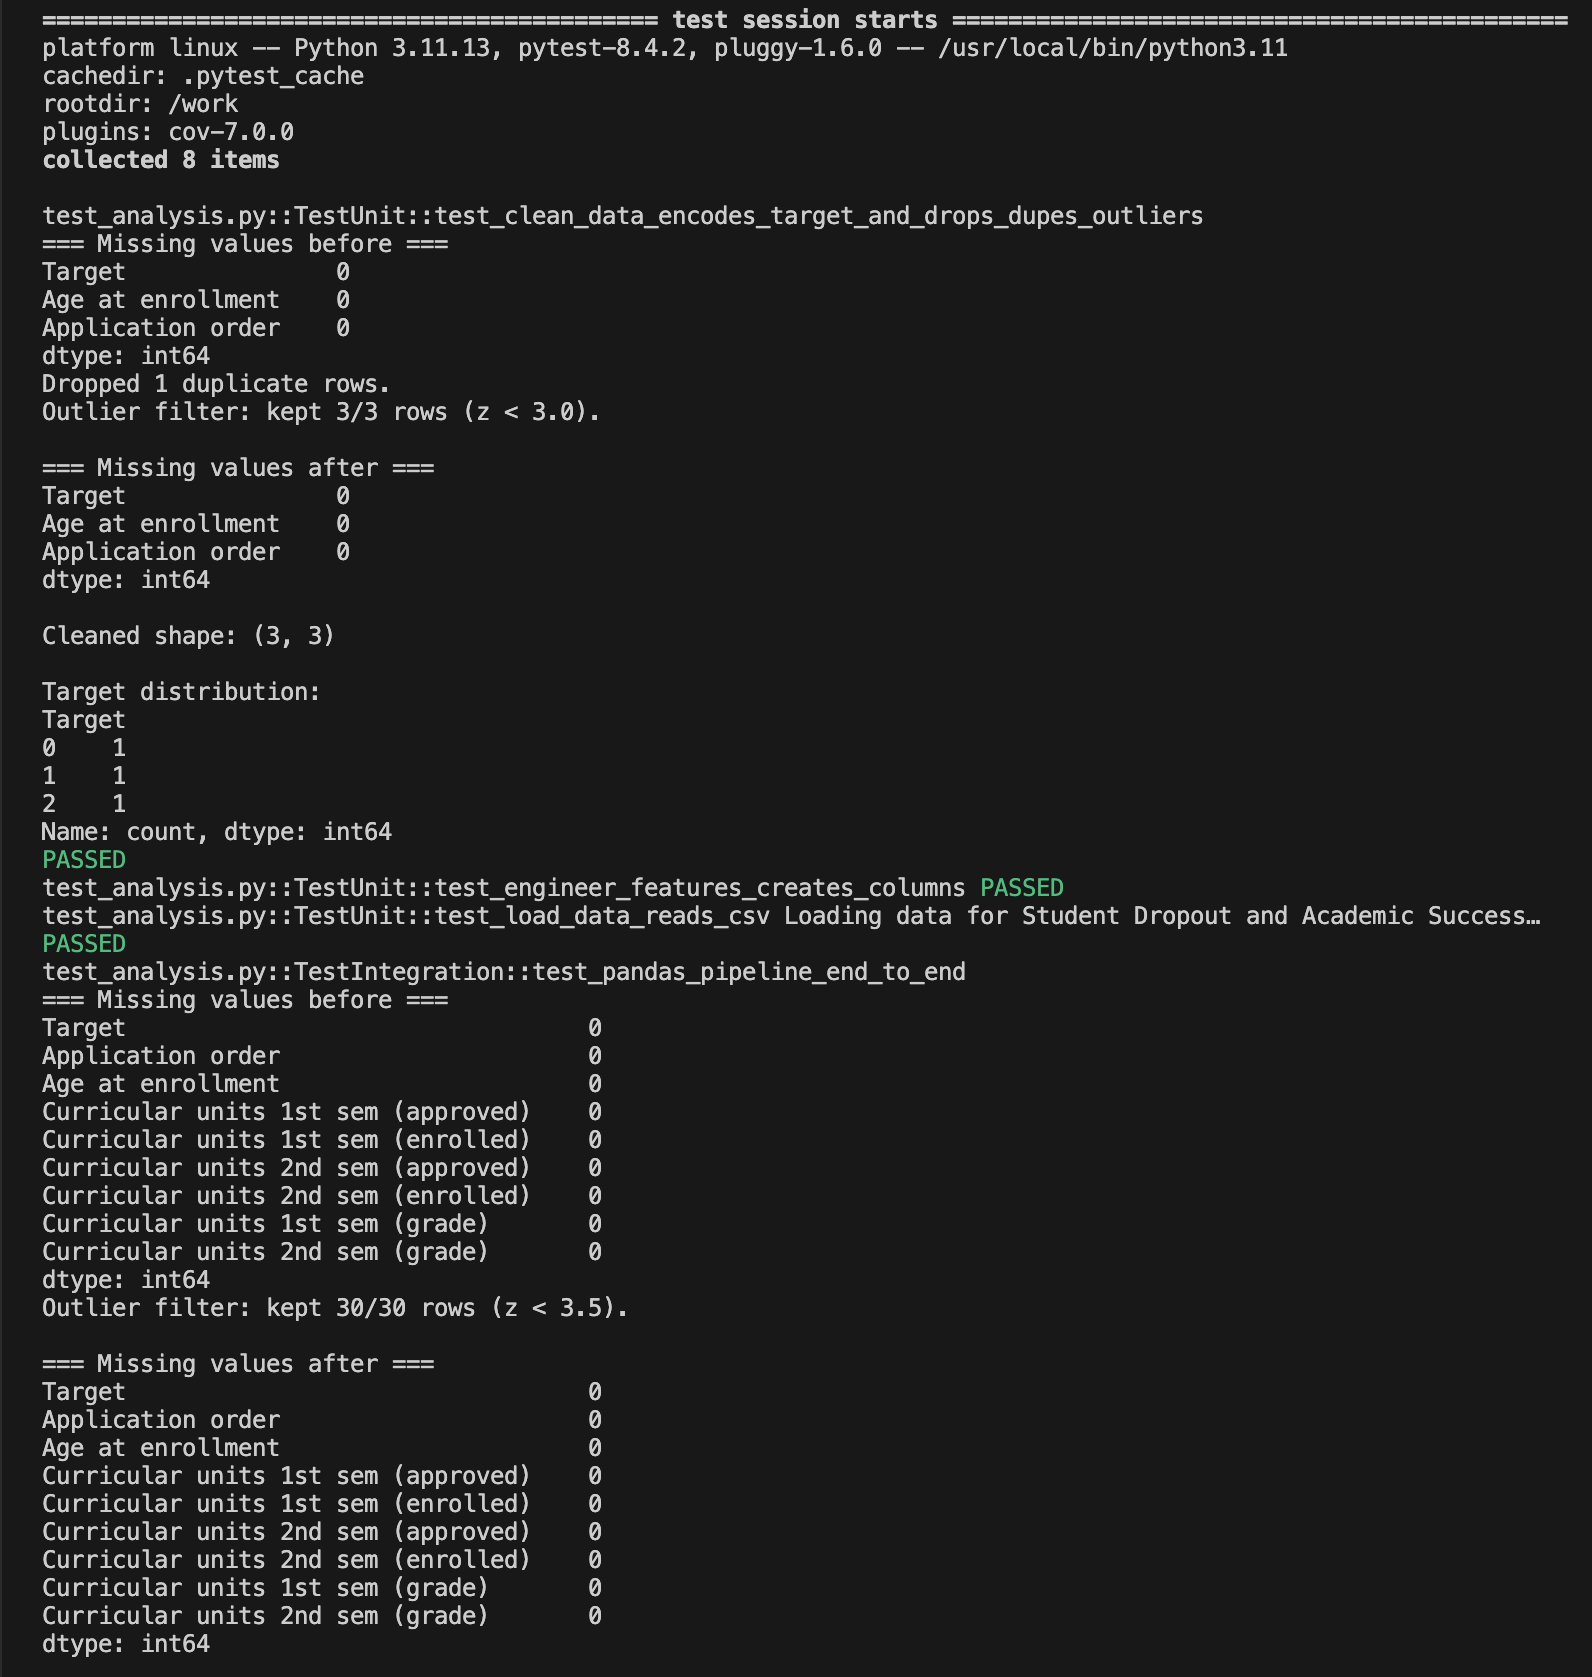 ============================================ test session starts ============================================
platform linux -- Python 3.11.13, pytest-8.4.2, pluggy-1.6.0 -- /usr/local/bin/python3.11
cachedir: .pytest_cache
rootdir: /work
plugins: cov-7.0.0
collected 8 items

test_analysis.py::TestUnit::test_clean_data_encodes_target_and_drops_dupes_outliers
=== Missing values before ===
Target               0
Age at enrollment    0
Application order    0
dtype: int64
Dropped 1 duplicate rows.
Outlier filter: kept 3/3 rows (z < 3.0).

=== Missing values after ===
Target               0
Age at enrollment    0
Application order    0
dtype: int64

Cleaned shape: (3, 3)

Target distribution:
Target
0    1
1    1
2    1
Name: count, dtype: int64
PASSED
test_analysis.py::TestUnit::test_engineer_features_creates_columns PASSED
test_analysis.py::TestUnit::test_load_data_reads_csv Loading data for Student Dropout and Academic Success…
PASSED
test_analysis.py::TestIntegration::test_pandas_pipeline_end_to_end
=== Missing values before ===
Target                                 0
Application order                      0
Age at enrollment                      0
Curricular units 1st sem (approved)    0
Curricular units 1st sem (enrolled)    0
Curricular units 2nd sem (approved)    0
Curricular units 2nd sem (enrolled)    0
Curricular units 1st sem (grade)       0
Curricular units 2nd sem (grade)       0
dtype: int64
Outlier filter: kept 30/30 rows (z < 3.5).

=== Missing values after ===
Target                                 0
Application order                      0
Age at enrollment                      0
Curricular units 1st sem (approved)    0
Curricular units 1st sem (enrolled)    0
Curricular units 2nd sem (approved)    0
Curricular units 2nd sem (enrolled)    0
Curricular units 1st sem (grade)       0
Curricular units 2nd sem (grade)       0
dtype: int64